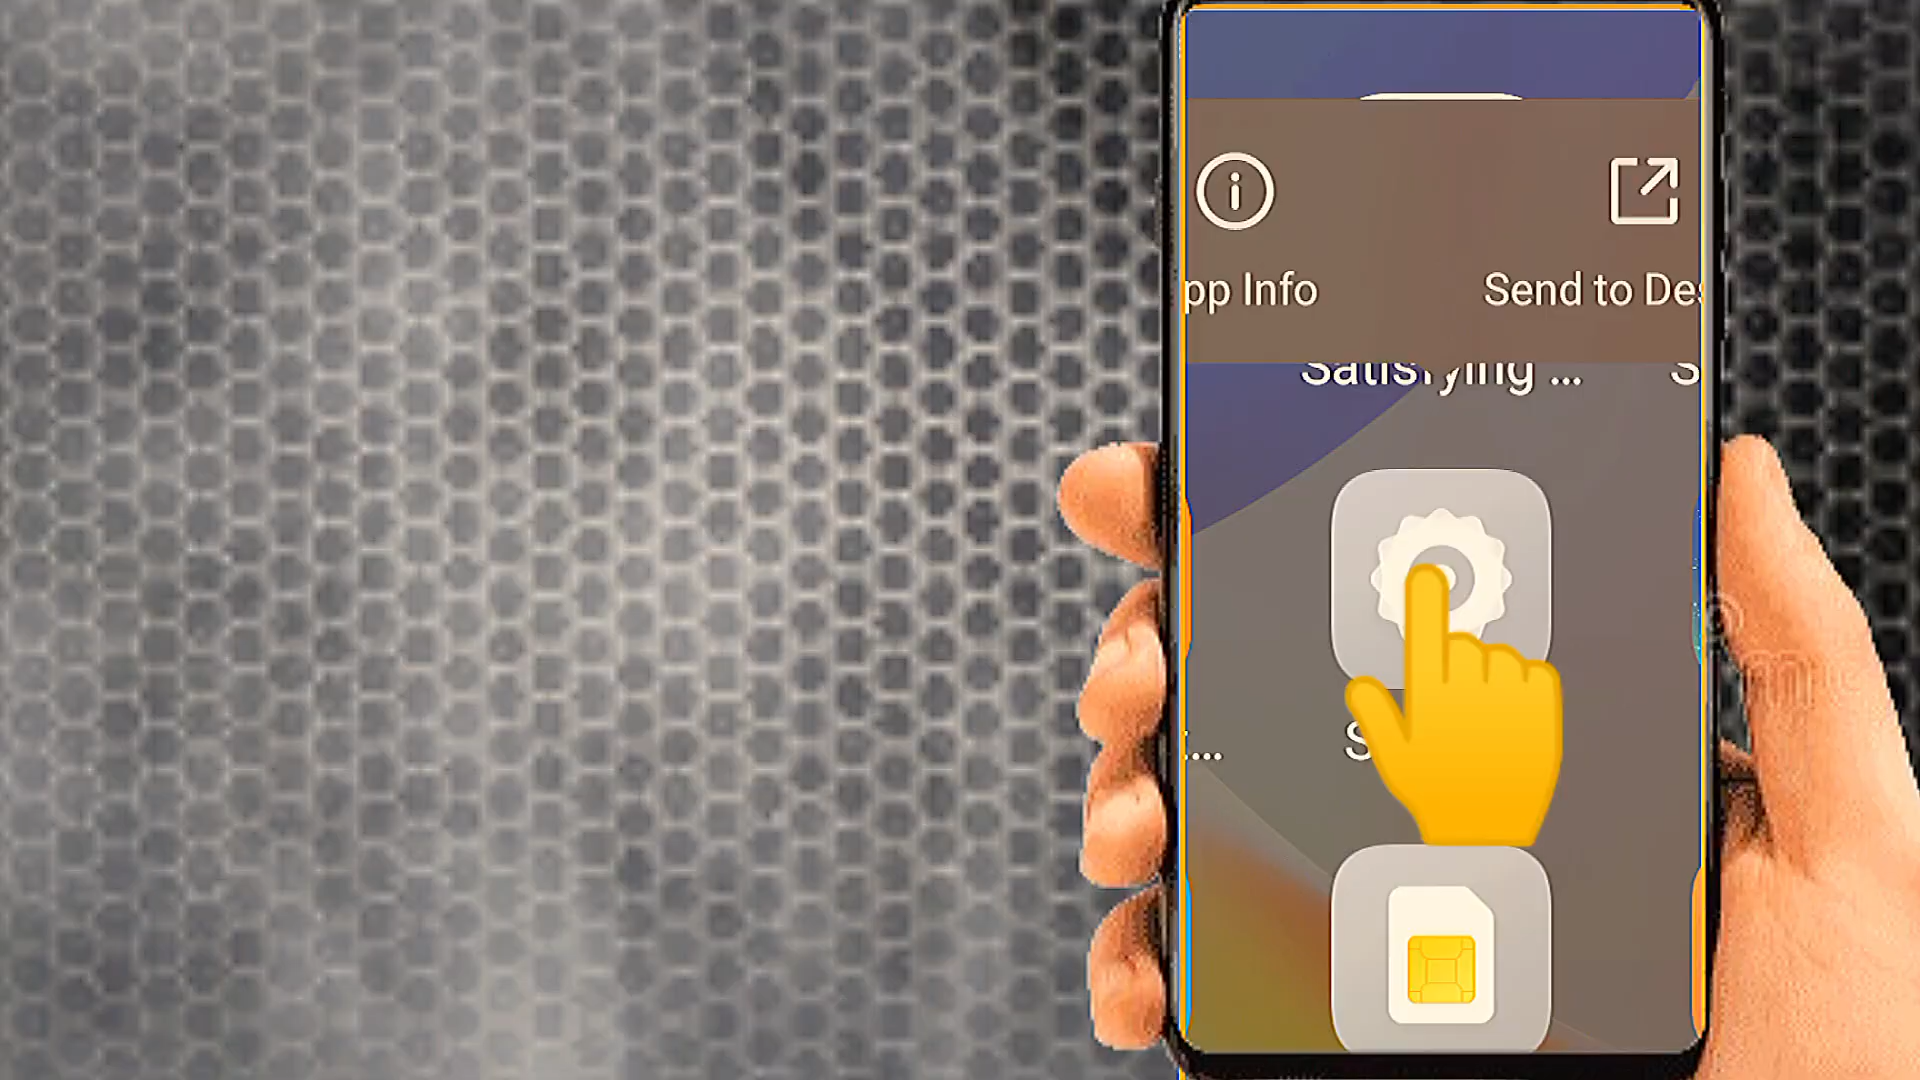 pp Info
Send to Des
Satisfying ... S
... S